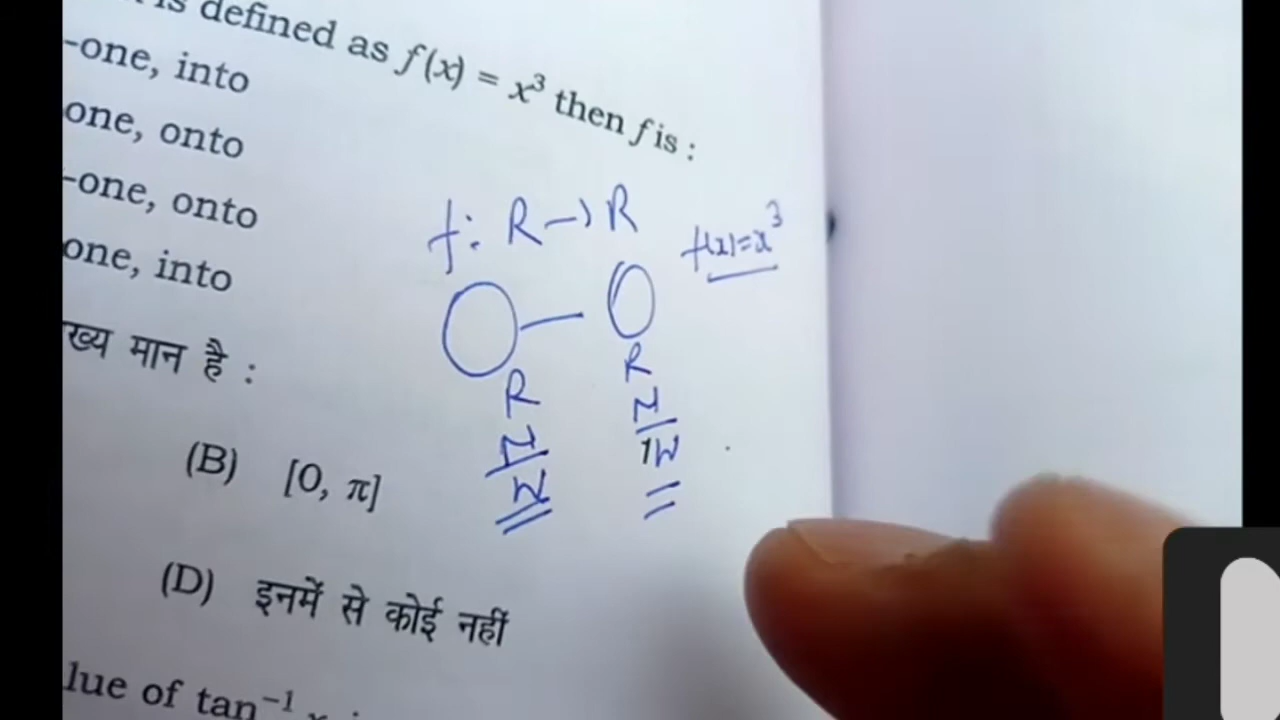 is defined as f(x) = x³ then f is :
-one, into
one, onto
-one, onto
one, into
f: R→R
f(x)=x³
R
R
ख्य मान है :
(B) [0, π]
(D) इनमें से कोई नहीं
lue of tan⁻¹